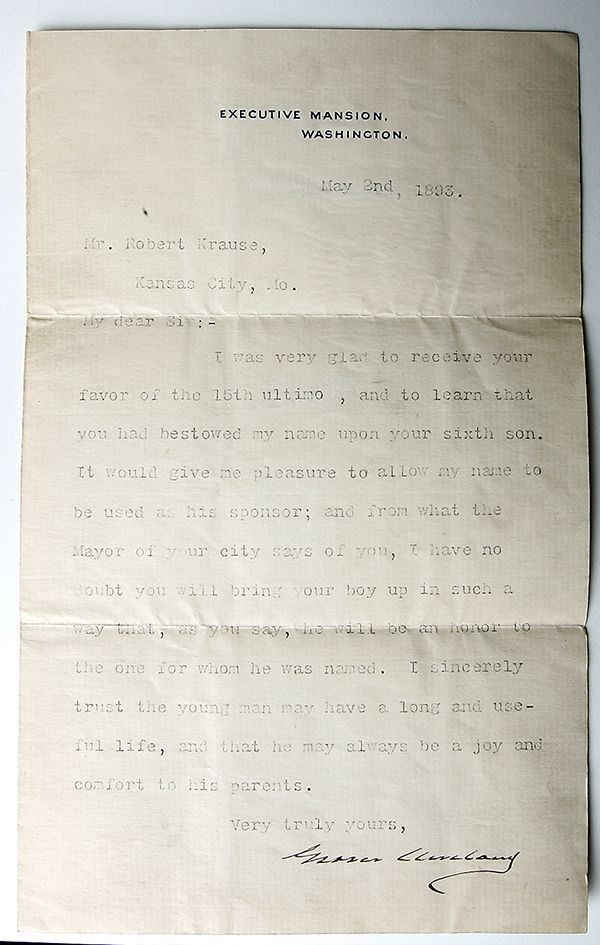 EXECUTIVE MANSION,
WASHINGTON.
May 2nd, 1893.
Mr. Robert Krause,
Kansas City, Mo.
My dear Sir:-
I was very glad to receive your
favor of the 15th ultimo , and to learn that
you had bestowed my name upon your sixth son.
It would give me pleasure to allow my name to
be used as his sponsor; and from what the
Mayor of your city says of you, I have no
doubt you will bring your boy up in such a
way that, as you say, he will be an honor to
the one for whom he was named. I sincerely
trust the young man may have a long and use-
ful life, and that he may always be a joy and
comfort to his parents.
Very truly yours,
Grover Cleveland